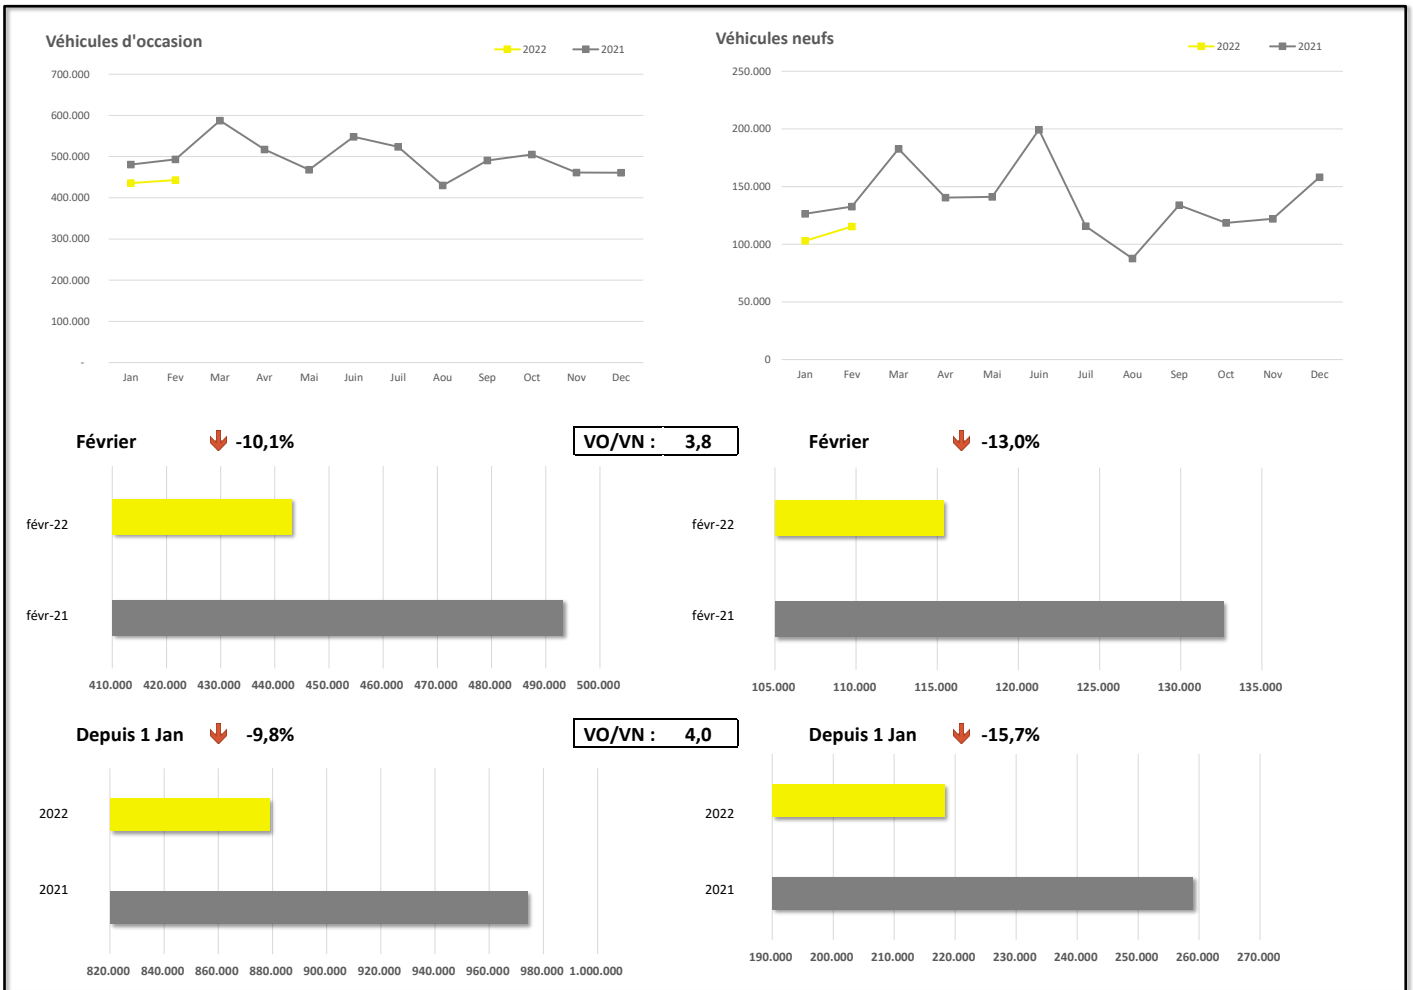 Véhicules d'occasion
2022 2021
700.000
600.000
500.000
400.000
300.000
200.000
100.000
-
Jan Fev Mar Avr Mai Juin Juil Aou Sep Oct Nov Dec
Véhicules neufs
2022 2021
250.000
200.000
150.000
100.000
50.000
0
Jan Fev Mar Avr Mai Juin Juil Aou Sep Oct Nov Dec
Février -10,1%
VO/VN : 3,8
Février -13,0%
févr-22
févr-21
410.000 420.000 430.000 440.000 450.000 460.000 470.000 480.000 490.000 500.000
févr-22
févr-21
105.000 110.000 115.000 120.000 125.000 130.000 135.000
Depuis 1 Jan -9,8%
VO/VN : 4,0
Depuis 1 Jan -15,7%
2022
2021
820.000 840.000 860.000 880.000 900.000 920.000 940.000 960.000 980.000 1.000.000
2022
2021
190.000 200.000 210.000 220.000 230.000 240.000 250.000 260.000 270.000